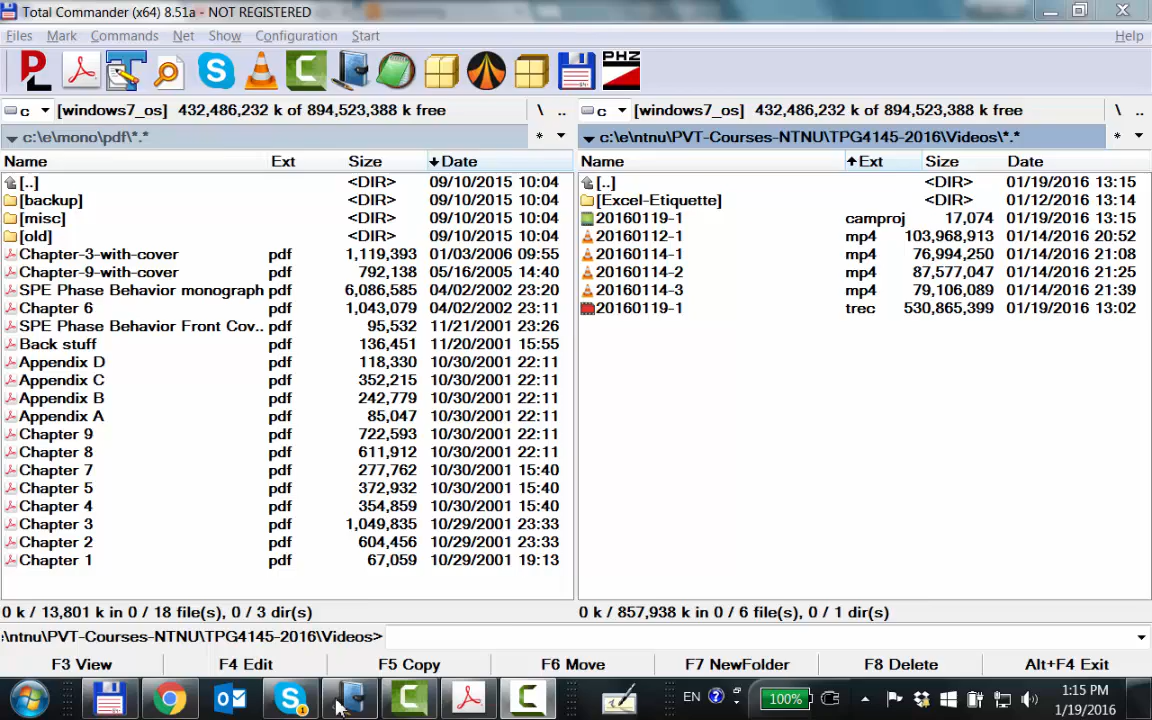 Total Commander (x64) 8.51a - NOT REGISTERED
Files Mark Commands Net Show Configuration Start Help
PHZ
c [windows7_os] 432,486,232 k of 894,523,388 k free \ .. c [windows7_os] 432,486,232 k of 894,523,388 k free \ ..
c:\e\mono\pdf\*.* * c:\e\ntnu\PVT-Courses-NTNU\TPG4145-2016\Videos\*.* *
Name Ext Size Date
[..] <DIR> 09/10/2015 10:04
[backup] <DIR> 09/10/2015 10:04
[misc] <DIR> 09/10/2015 10:04
[old] <DIR> 09/10/2015 10:04
Chapter-3-with-cover pdf 1,119,393 01/03/2006 09:55
Chapter-9-with-cover pdf 792,138 05/16/2005 14:40
SPE Phase Behavior monograph pdf 6,086,585 04/02/2002 23:20
Chapter 6 pdf 1,043,079 04/02/2002 23:11
SPE Phase Behavior Front Cov.. pdf 95,532 11/21/2001 23:26
Back stuff pdf 136,451 11/20/2001 15:55
Appendix D pdf 118,330 10/30/2001 22:11
Appendix C pdf 352,215 10/30/2001 22:11
Appendix B pdf 242,779 10/30/2001 22:11
Appendix A pdf 85,047 10/30/2001 22:11
Chapter 9 pdf 722,593 10/30/2001 22:11
Chapter 8 pdf 611,912 10/30/2001 22:11
Chapter 7 pdf 277,762 10/30/2001 15:40
Chapter 5 pdf 372,932 10/30/2001 15:40
Chapter 4 pdf 354,859 10/30/2001 15:40
Chapter 3 pdf 1,049,835 10/29/2001 23:33
Chapter 2 pdf 604,456 10/29/2001 23:33
Chapter 1 pdf 67,059 10/29/2001 19:13
0 k / 13,801 k in 0 / 18 file(s), 0 / 3 dir(s)
Name Ext Size Date
[..] <DIR> 01/19/2016 13:15
[Excel-Etiquette] <DIR> 01/12/2016 13:14
20160119-1 camproj 17,074 01/19/2016 13:15
20160112-1 mp4 103,968,913 01/14/2016 20:52
20160114-1 mp4 76,994,250 01/14/2016 21:08
20160114-2 mp4 87,577,047 01/14/2016 21:25
20160114-3 mp4 79,106,089 01/14/2016 21:39
20160119-1 trec 530,865,399 01/19/2016 13:02
0 k / 857,938 k in 0 / 6 file(s), 0 / 1 dir(s)
:\ntnu\PVT-Courses-NTNU\TPG4145-2016\Videos>
F3 View F4 Edit F5 Copy F6 Move F7 NewFolder F8 Delete Alt+F4 Exit
EN 100% 1:15 PM
1/19/2016